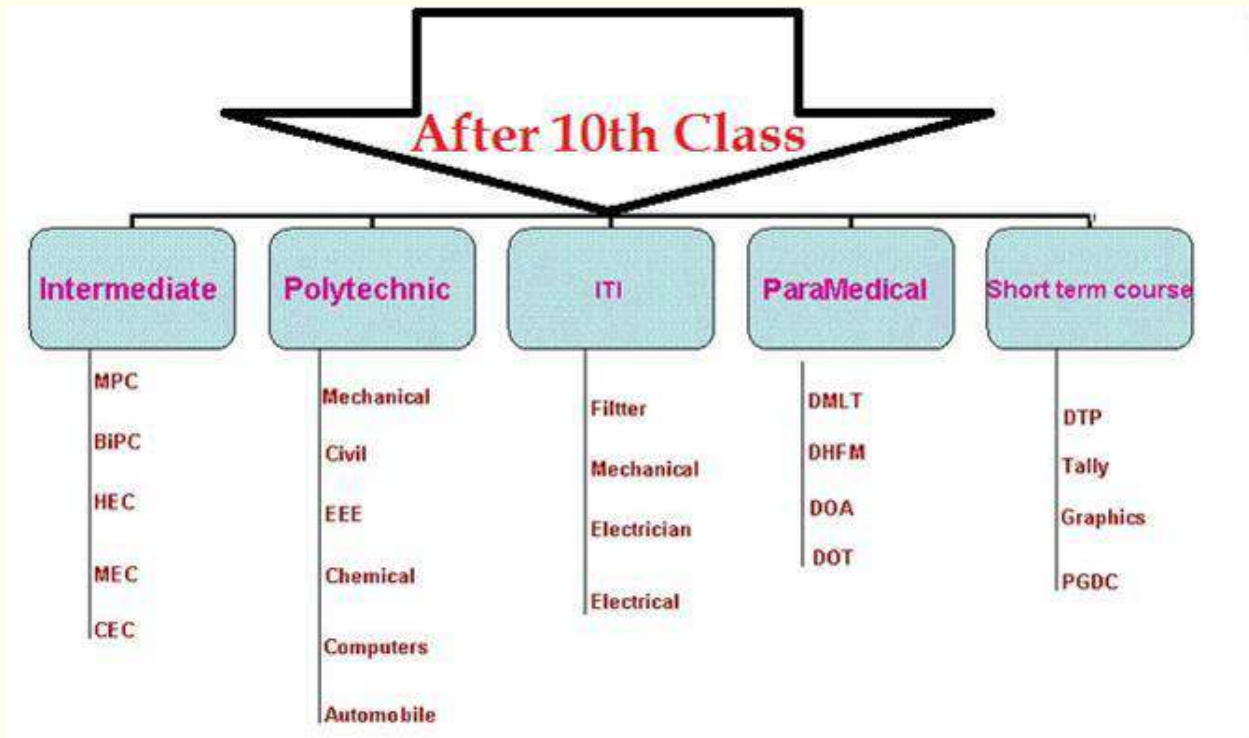 After 10th Class
Intermediate
MPC
BiPC
HEC
MEC
CEC
Polytechnic
Mechanical
Civil
EEE
Chemical
Computers
Automobile
ITI
Filtter
Mechanical
Electrician
Electrical
ParaMedical
DMLT
DHFM
DOA
DOT
Short term course
DTP
Tally
Graphics
PGDC